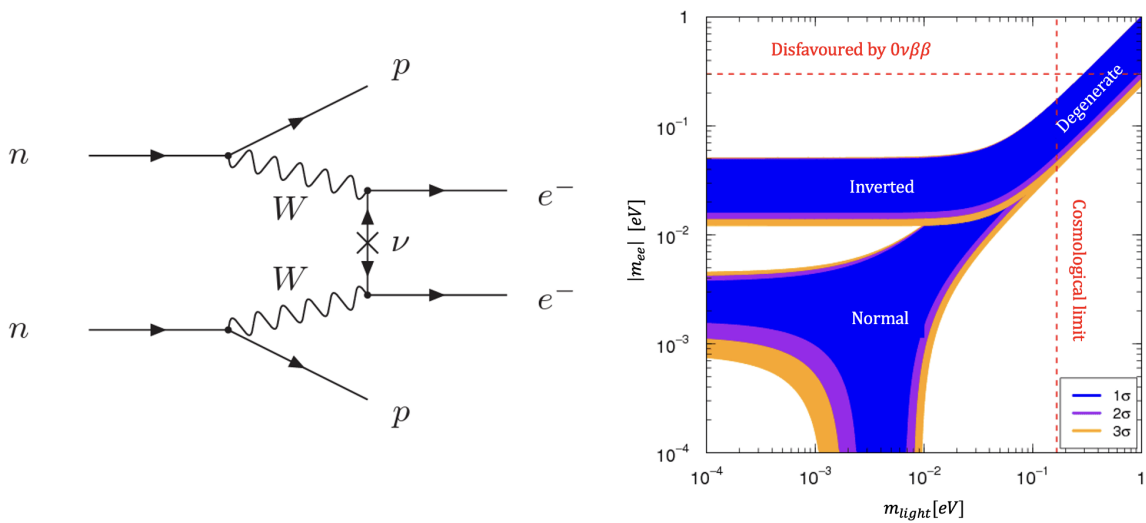 p
n
W
e⁻
ν
W
e⁻
n
p
1
Disfavoured by 0νββ
10⁻¹
Degenerate
Inverted
|m_ee| [eV]
10⁻²
Cosmological limit
Normal
10⁻³
1σ
2σ
3σ
10⁻⁴
10⁻⁴ 10⁻³ 10⁻² 10⁻¹ 1
m_light[eV]